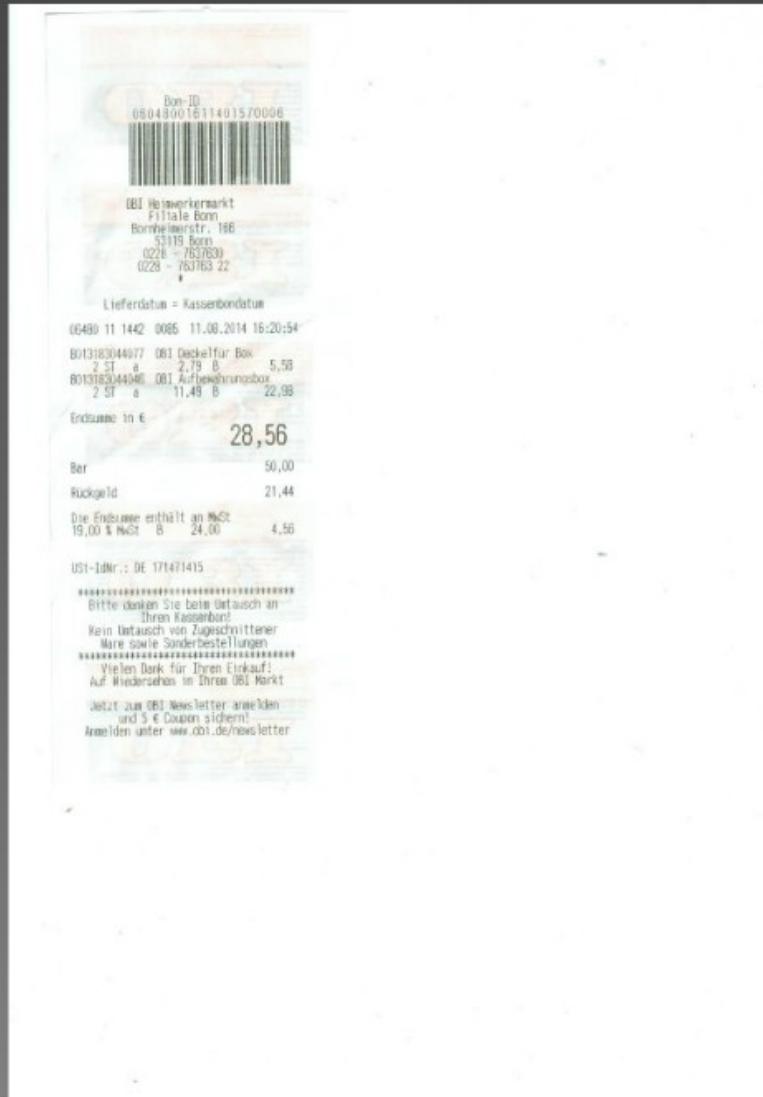 Bon-ID
06048001611401570006
OBI Heimwerkermarkt
Filiale Bonn
Bornheimerstr. 166
53119 Bonn
0228 - 7637630
0228 - 763763 22
*
Lieferdatum = Kassenbondatum
06480 11 1442 0085 11.08.2014 16:20:54
8013183044077 OBI Deckelfür Box
2 ST a 2,79 B 5,58
8013183044046 OBI Aufbewahrungsbox
2 ST a 11,49 B 22,98
Endsumme in €
28,56
Bar 50,00
Rückgeld 21,44
Die Endsumme enthält an MwSt
19,00 % MwSt B 24,00 4,56
USt-IdNr.: DE 171471415
************************************
Bitte denken Sie beim Umtausch an
Ihren Kassenbon!
Kein Umtausch von Zugeschnittener
Ware sowie Sonderbestellungen
************************************
Vielen Dank für Ihren Einkauf!
Auf Wiedersehen in Ihrem OBI Markt
Jetzt zum OBI Newsletter anmelden
und 5 € Coupon sichern!
Anmelden unter www.obi.de/newsletter